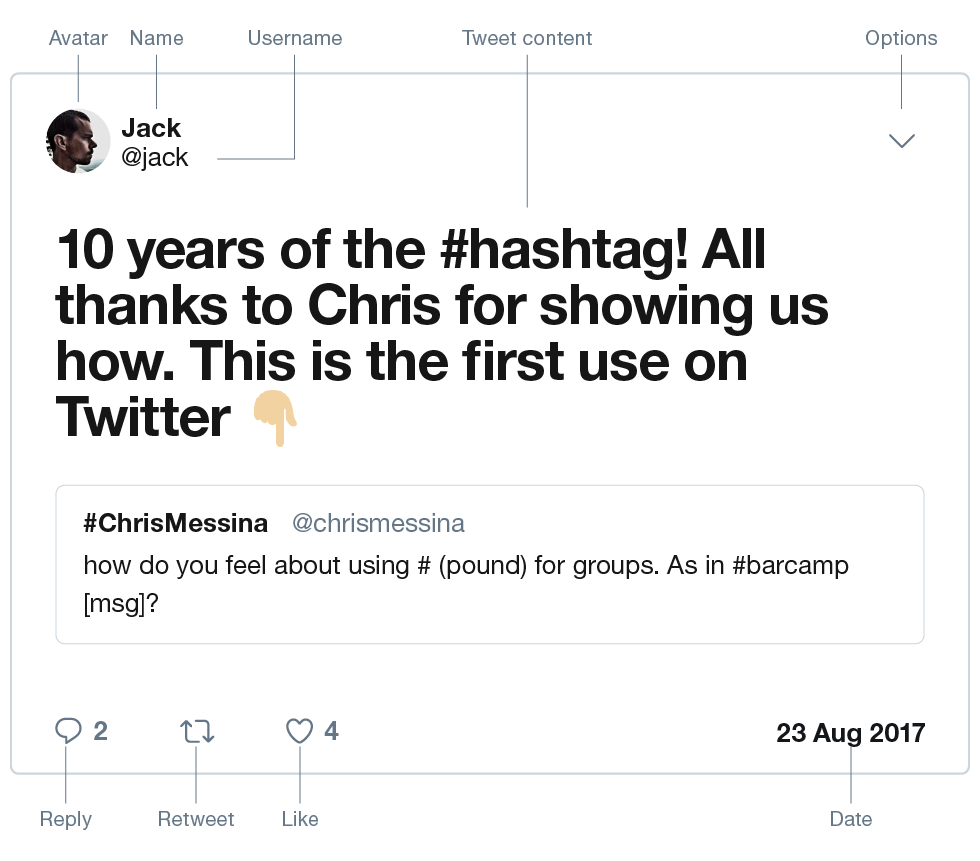 Avatar Name Username Tweet content Options
Jack
@jack
10 years of the #hashtag! All
thanks to Chris for showing us
how. This is the first use on
Twitter 👇🏼
#ChrisMessina @chrismessina
how do you feel about using # (pound) for groups. As in #barcamp
[msg]?
2 4 23 Aug 2017
Reply Retweet Like Date